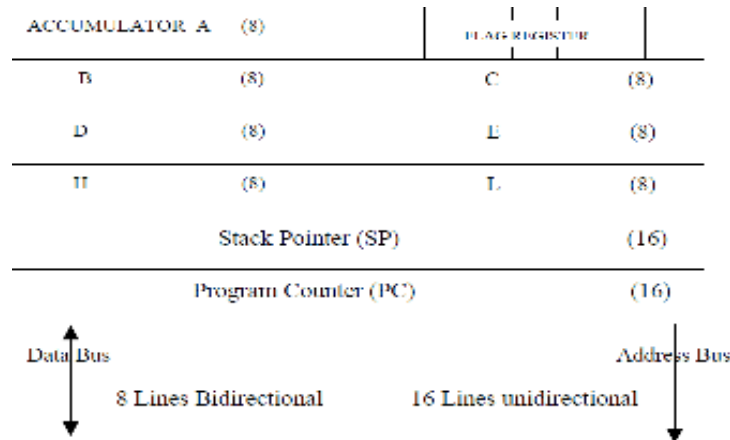 ACCUMULATOR A (8) FLAG REGISTER
B (8) C (8)
D (8) E (8)
H (8) L (8)
Stack Pointer (SP) (16)
Program Counter (PC) (16)
Data Bus Address Bus
8 Lines Bidirectional 16 Lines unidirectional